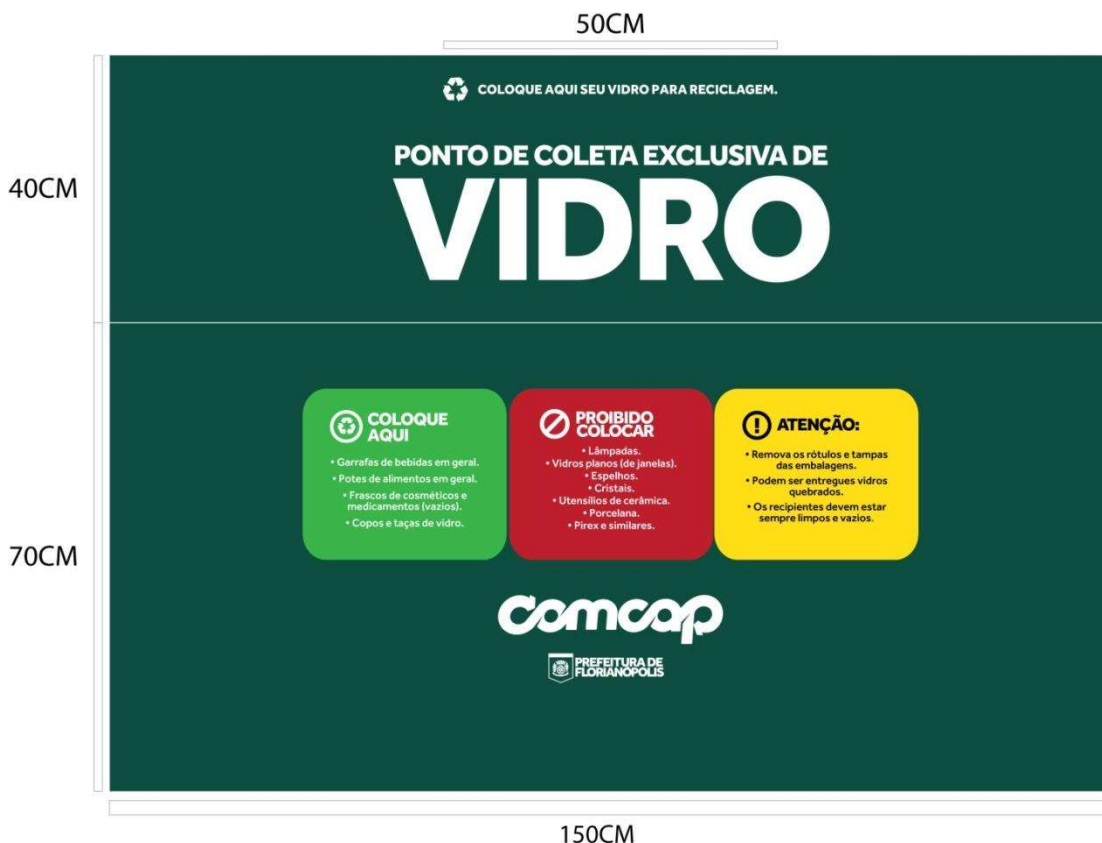 50CM
COLOQUE AQUI SEU VIDRO PARA RECICLAGEM.
40CM
PONTO DE COLETA EXCLUSIVA DE
VIDRO
70CM
COLOQUE
AQUI
• Garrafas de bebidas em geral.
• Potes de alimentos em geral.
• Frascos de cosméticos e
medicamentos (vazios).
• Copos e taças de vidro.
PROIBIDO
COLOCAR
• Lâmpadas.
• Vidros planos (de janelas).
• Espelhos.
• Cristais.
• Utensílios de cerâmica.
• Porcelana.
• Pirex e similares.
ATENÇÃO:
• Remova os rótulos e tampas
das embalagens.
• Podem ser entregues vidros
quebrados.
• Os recipientes devem estar
sempre limpos e vazios.
comcap
PREFEITURA DE
FLORIANÓPOLIS
150CM